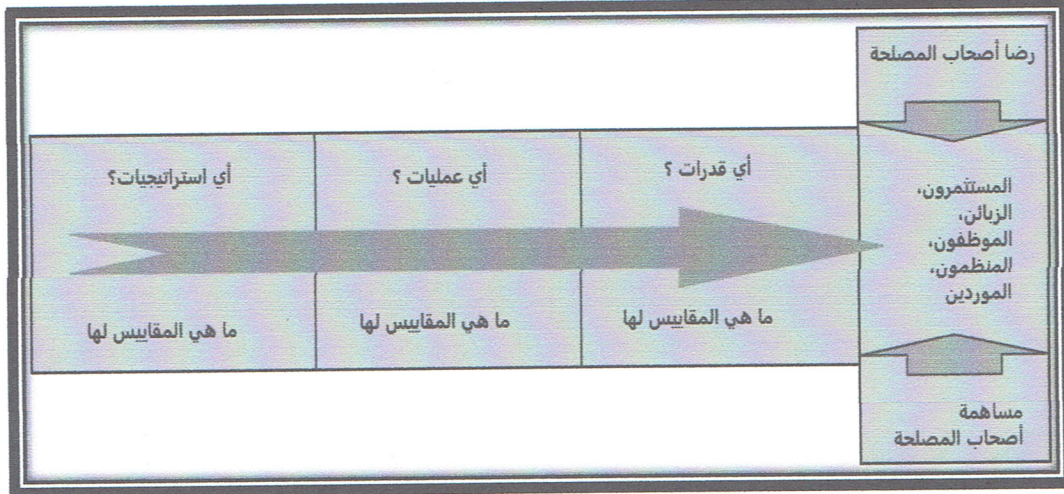 رضا أصحاب المصلحة
المستثمرون،
الزبائن،
الموظفون،
المنظمون،
الموردين
مساهمة
أصحاب المصلحة
أي قدرات ؟
ما هي المقاييس لها
أي عمليات ؟
ما هي المقاييس لها
أي استراتيجيات؟
ما هي المقاييس لها